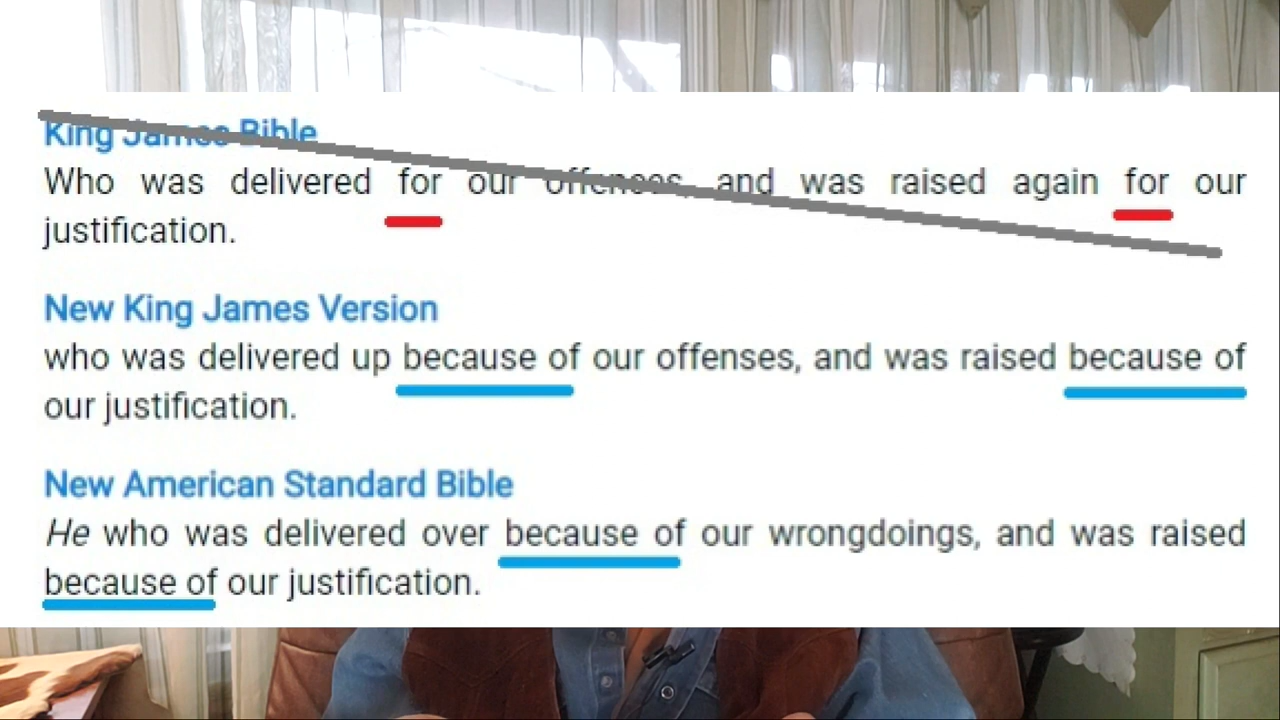 King James Bible
Who was delivered for our offenses, and was raised again for our
justification.
New King James Version
who was delivered up because of our offenses, and was raised because of
our justification.
New American Standard Bible
He who was delivered over because of our wrongdoings, and was raised
because of our justification.